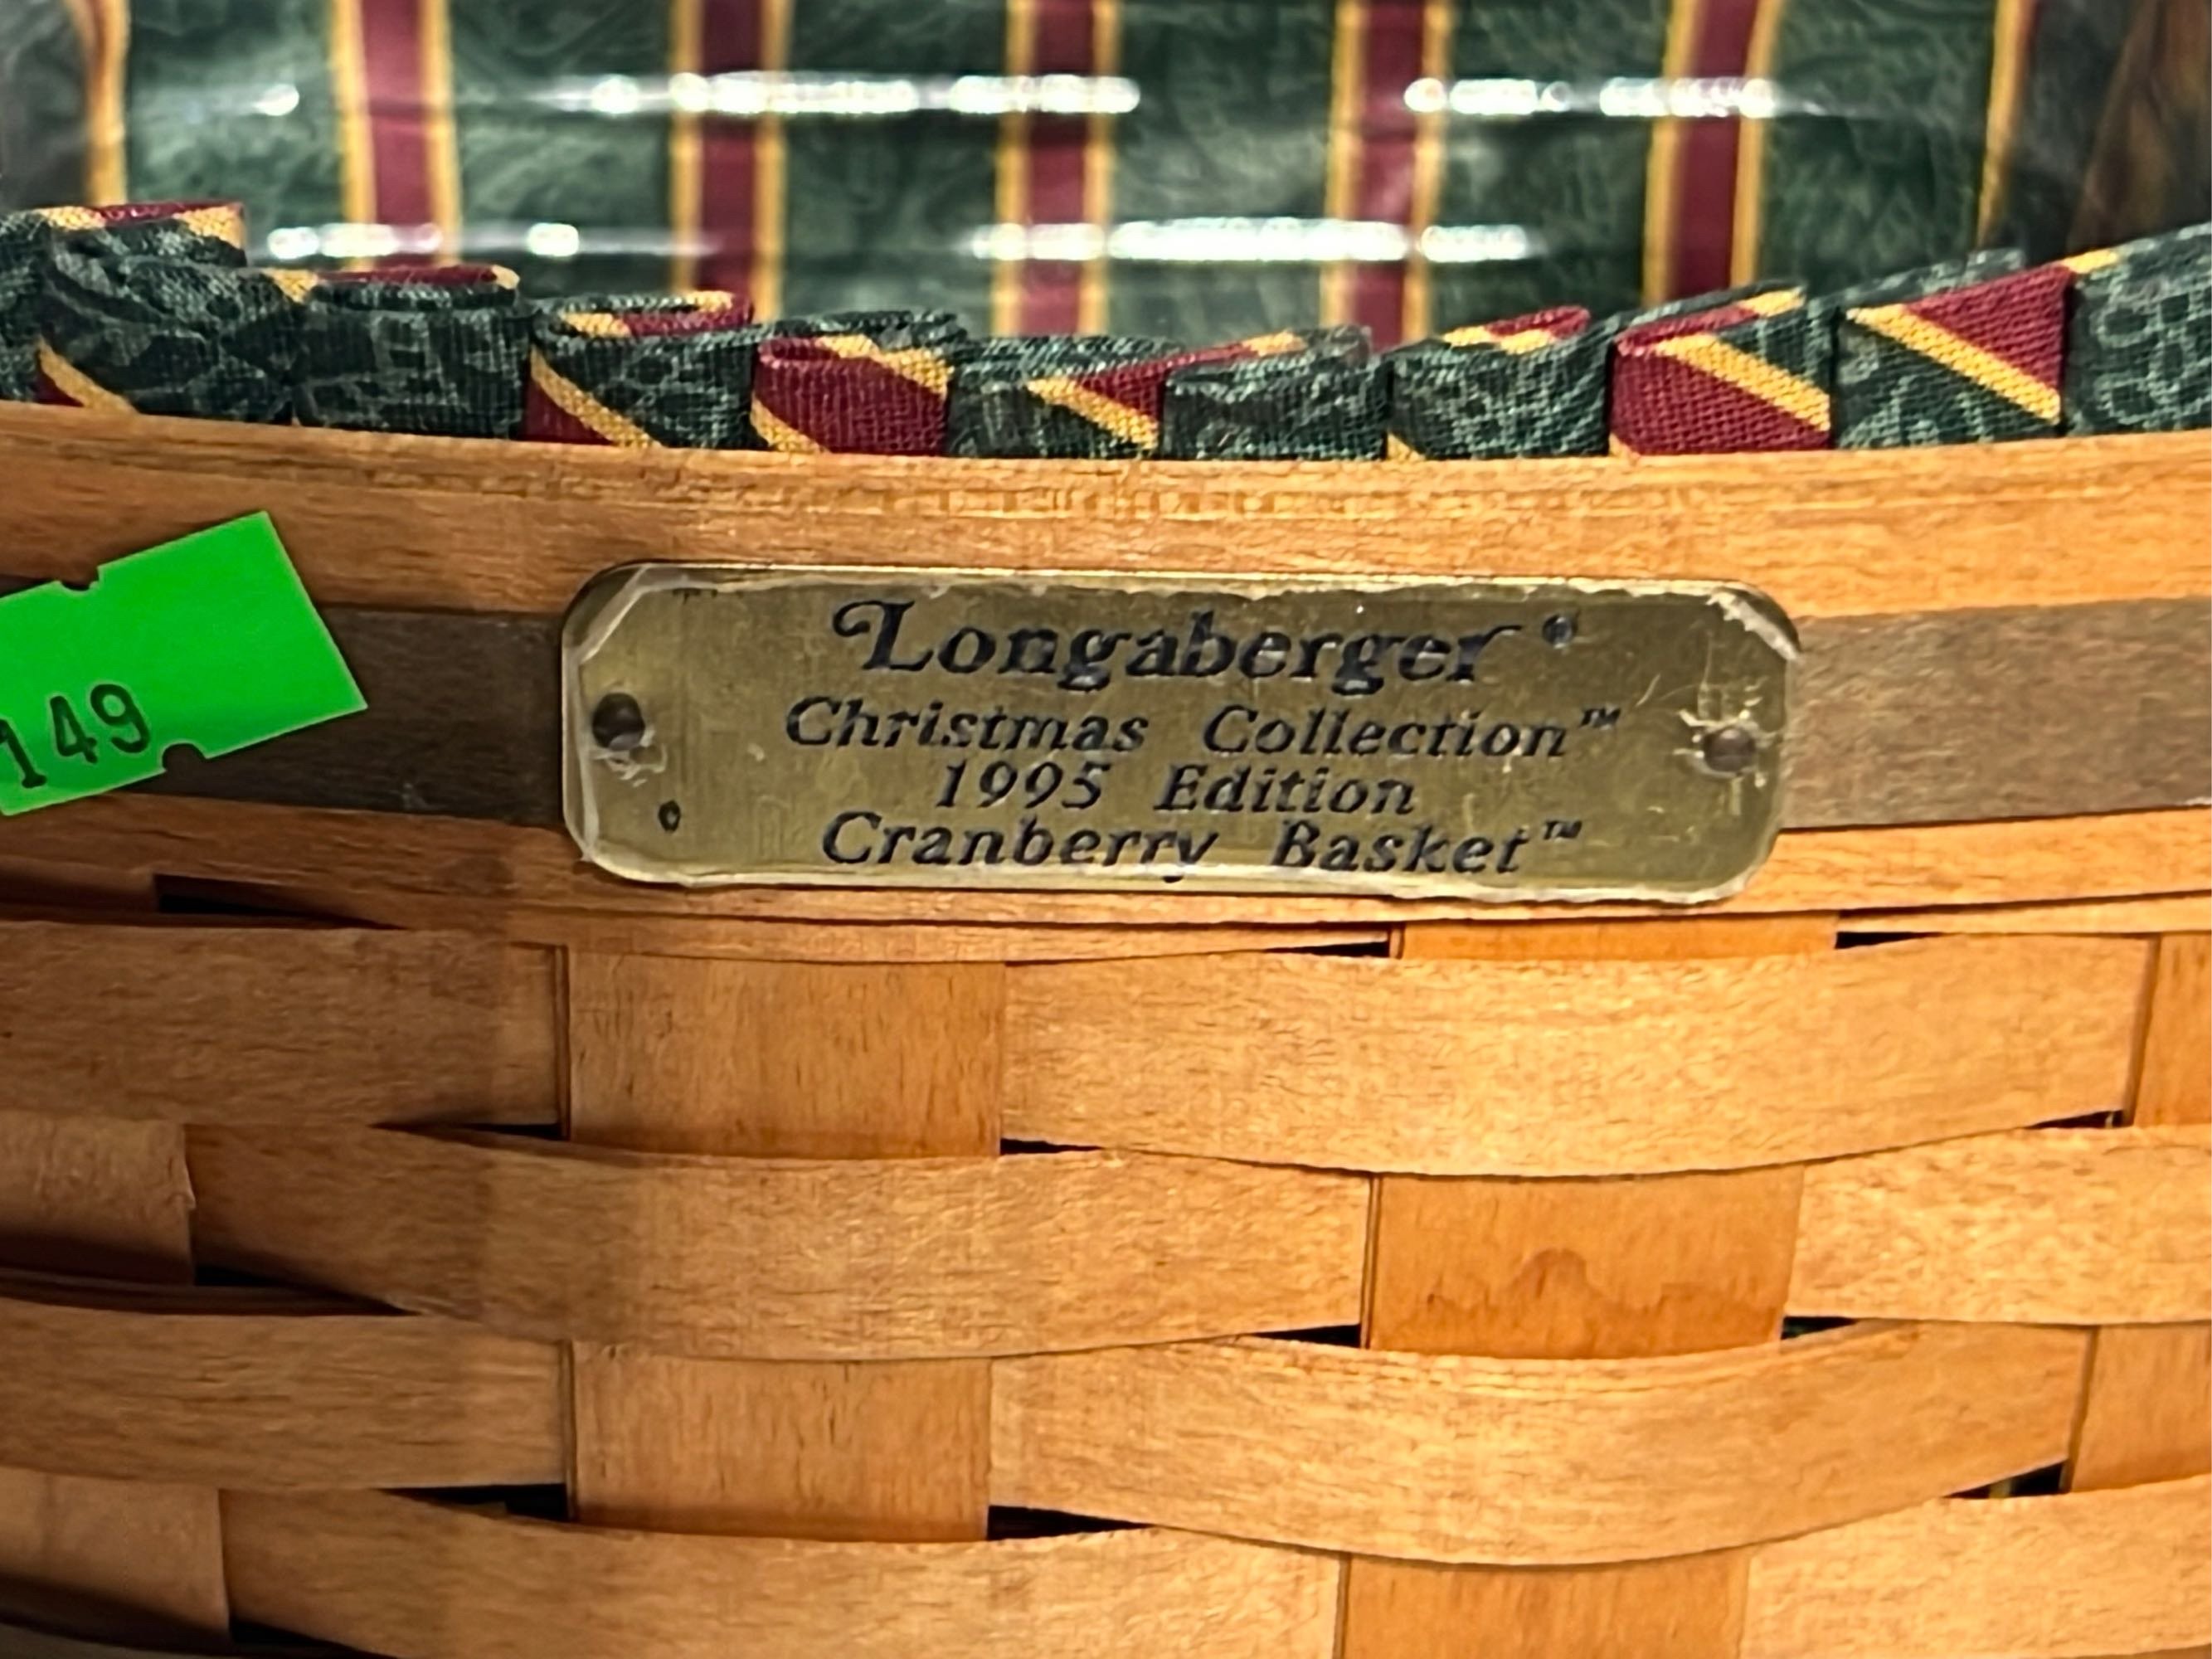 Longaberger®
Christmas Collection™
1995 Edition
Cranberry Basket™
149